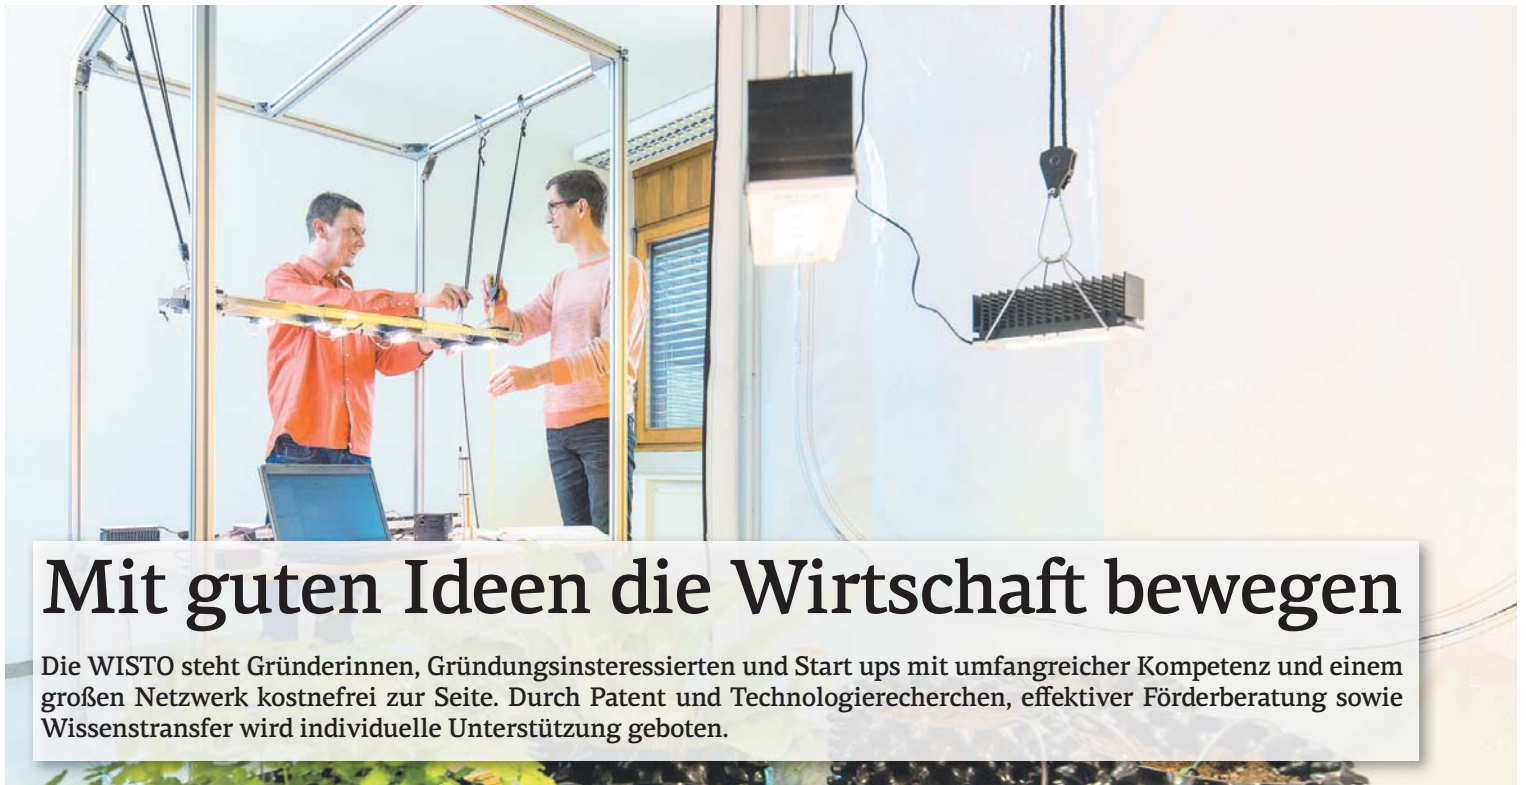 Mit guten Ideen die Wirtschaft bewegen
Die WISTO steht Gründerinnen, Gründungsinsteressierten und Start ups mit umfangreicher Kompetenz und einem
großen Netzwerk kostnefrei zur Seite. Durch Patent und Technologierecherchen, effektiver Förderberatung sowie
Wissenstransfer wird individuelle Unterstützung geboten.